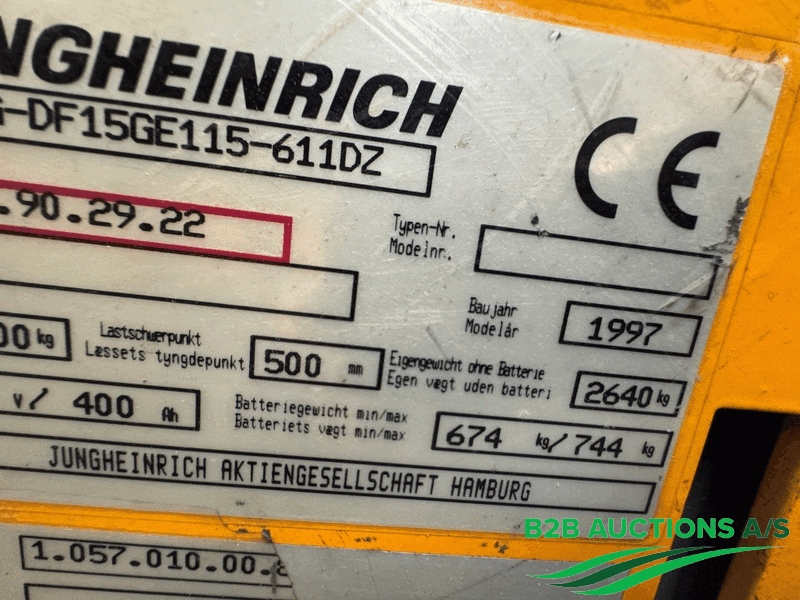 NGHEINRICH
G-DF15GE115-611DZ
CE
.90.29.22
Typen-Nr.
Modelnr.
Baujahr
Modelår
1997
00 kg
Lastschwerpunkt
Læssets tyngdepunkt
500 mm
Eigengewicht ohne Batterie
Egen vægt uden batteri
2640 kg
V/ 400 Ah
Batteriegewicht min/max
Batteriets vægt min/max
674 kg/ 744 kg
JUNGHEINRICH AKTIENGESELLSCHAFT HAMBURG
B2B AUCTIONS A/S
1.057.010.00.8